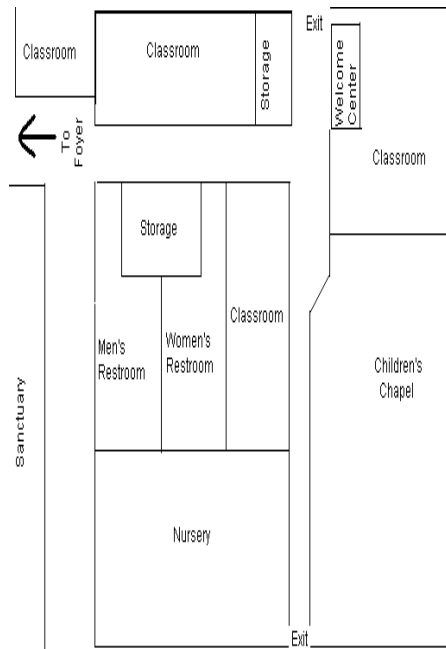 Exit
Classroom
Classroom
Storage
Welcome
Center
To
Foyer
Classroom
Storage
Men's
Restroom
Women's
Restroom
Classroom
Children's
Chapel
Sanctuary
Nursery
Exit